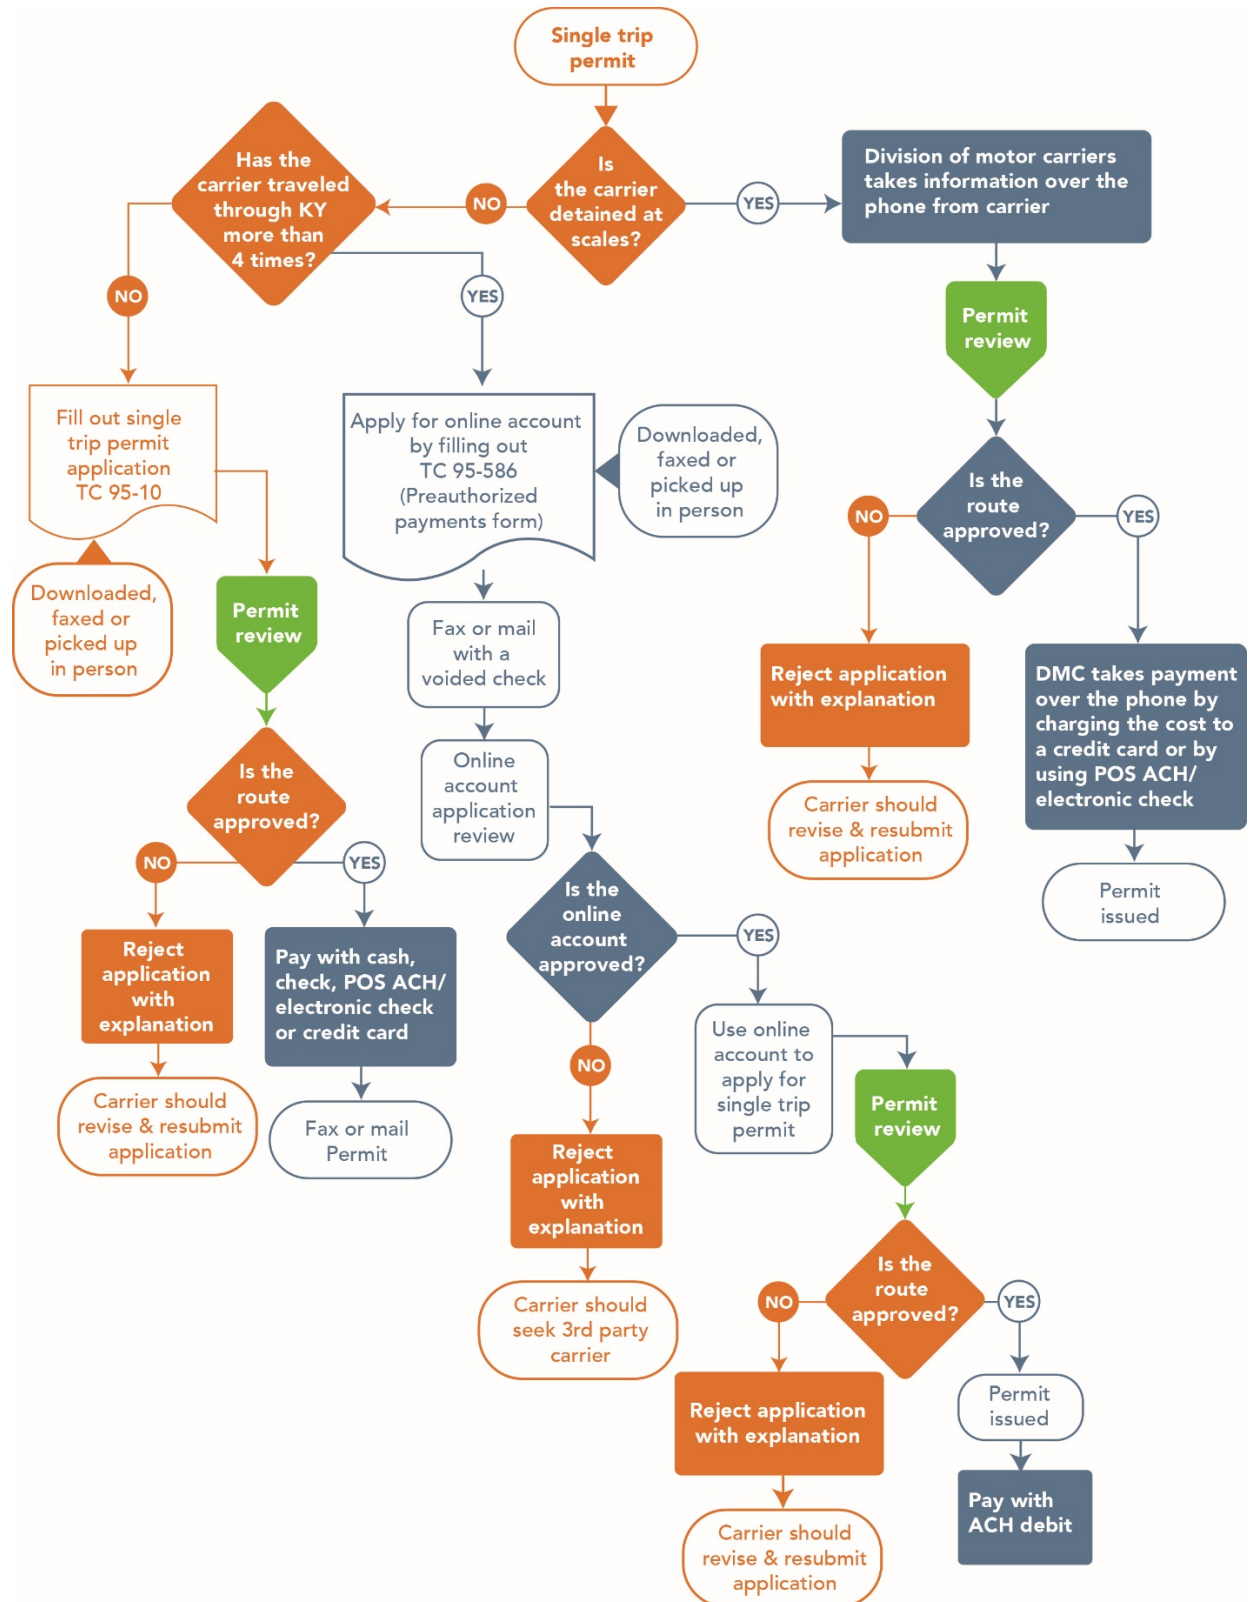 Single trip
permit
Is
the carrier
detained at
scales?
NO
YES
Has the
carrier traveled
through KY
more than
4 times?
NO
YES
Division of motor carriers
takes information over the
phone from carrier
Permit
review
Is the
route
approved?
NO
YES
Reject application
with explanation
Carrier should
revise & resubmit
application
DMC takes payment
over the phone by
charging the cost to
a credit card or by
using POS ACH/
electronic check
Permit
issued
Fill out single
trip permit
application
TC 95-10
Downloaded,
faxed or
picked up
in person
Permit
review
Is the
route
approved?
NO
YES
Reject
application
with
explanation
Carrier should
revise & resubmit
application
Pay with cash,
check, POS ACH/
electronic check
or credit card
Fax or mail
Permit
Apply for online account
by filling out
TC 95-586
(Preauthorized
payments form)
Downloaded,
faxed or
picked up
in person
Fax or mail
with a
voided check
Online
account
application
review
Is the
online
account
approved?
NO
YES
Reject
application
with
explanation
Carrier should
seek 3rd party
carrier
Use online
account to
apply for
single trip
permit
Permit
review
Is the
route
approved?
NO
YES
Reject application
with explanation
Carrier should
revise & resubmit
application
Permit
issued
Pay with
ACH debit